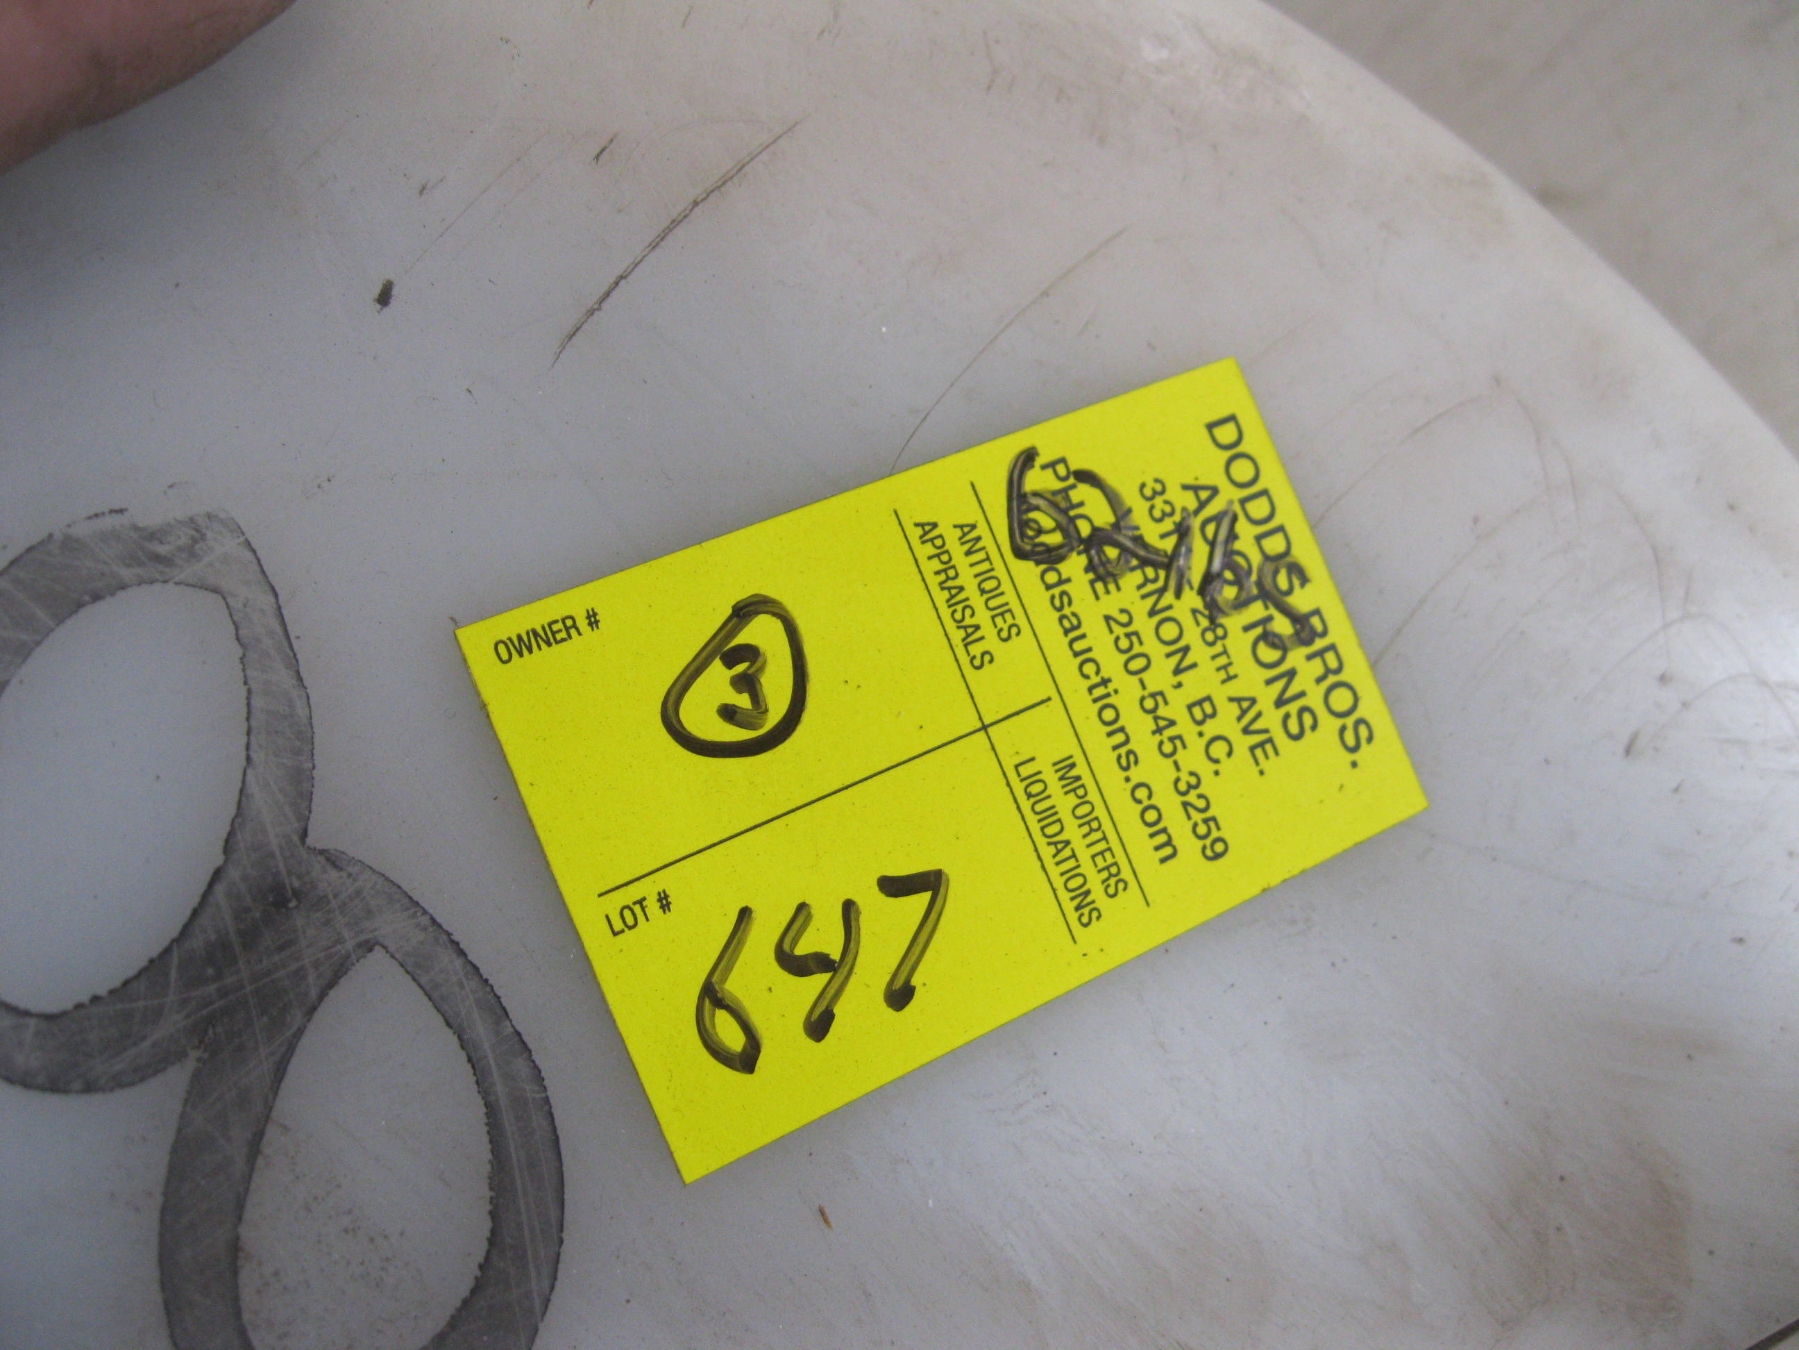 DODDS BROS.
AUCTIONS
28TH AVE.
VERNON, B.C.
PHONE 250-545-3259
doddsauctions.com
ANTIQUES
APPRAISALS
IMPORTERS
LIQUIDATIONS
OWNER #
3
LOT #
647